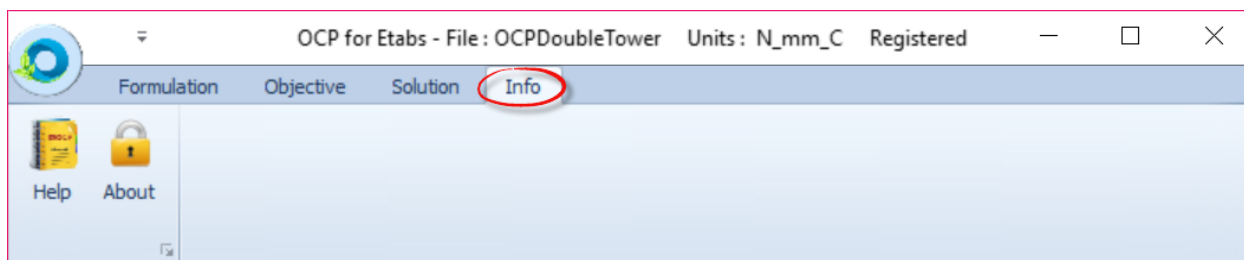 OCP for Etabs - File : OCPDoubleTower Units : N_mm_C Registered
Formulation Objective Solution Info
Help About